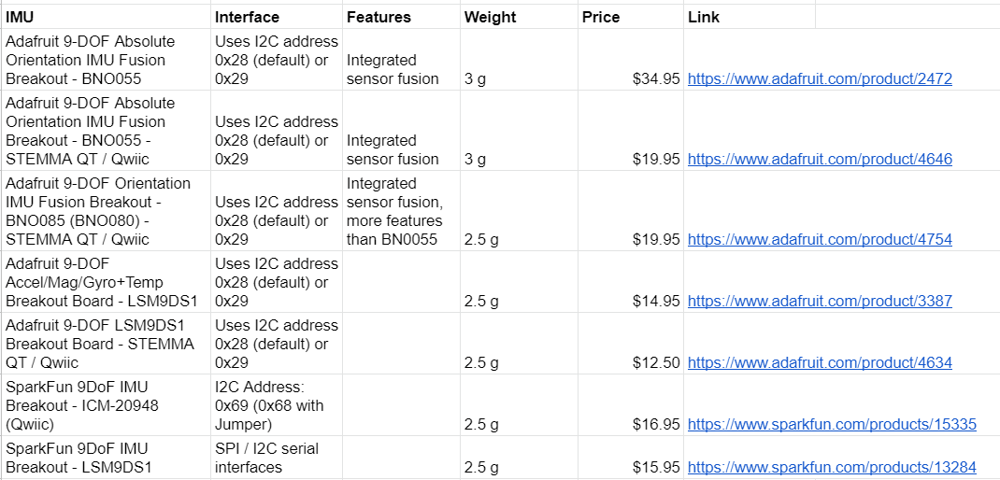 IMU Interface Features Weight Price Link
Adafruit 9-DOF Absolute
Orientation IMU Fusion
Breakout - BNO055
Uses I2C address
0x28 (default) or
0x29
Integrated
sensor fusion
3 g
$34.95
https://www.adafruit.com/product/2472
Adafruit 9-DOF Absolute
Orientation IMU Fusion
Breakout - BNO055 -
STEMMA QT / Qwiic
Uses I2C address
0x28 (default) or
0x29
Integrated
sensor fusion
3 g
$19.95
https://www.adafruit.com/product/4646
Adafruit 9-DOF Orientation
IMU Fusion Breakout -
BNO085 (BNO080) -
STEMMA QT / Qwiic
Uses I2C address
0x28 (default) or
0x29
Integrated
sensor fusion,
more features
than BN0055
2.5 g
$19.95
https://www.adafruit.com/product/4754
Adafruit 9-DOF
Accel/Mag/Gyro+Temp
Breakout Board - LSM9DS1
Uses I2C address
0x28 (default) or
0x29
2.5 g
$14.95
https://www.adafruit.com/product/3387
Adafruit 9-DOF LSM9DS1
Breakout Board - STEMMA
QT / Qwiic
Uses I2C address
0x28 (default) or
0x29
2.5 g
$12.50
https://www.adafruit.com/product/4634
SparkFun 9DoF IMU
Breakout - ICM-20948
(Qwiic)
I2C Address:
0x69 (0x68 with
Jumper)
2.5 g
$16.95
https://www.sparkfun.com/products/15335
SparkFun 9DoF IMU
Breakout - LSM9DS1
SPI / I2C serial
interfaces
2.5 g
$15.95
https://www.sparkfun.com/products/13284